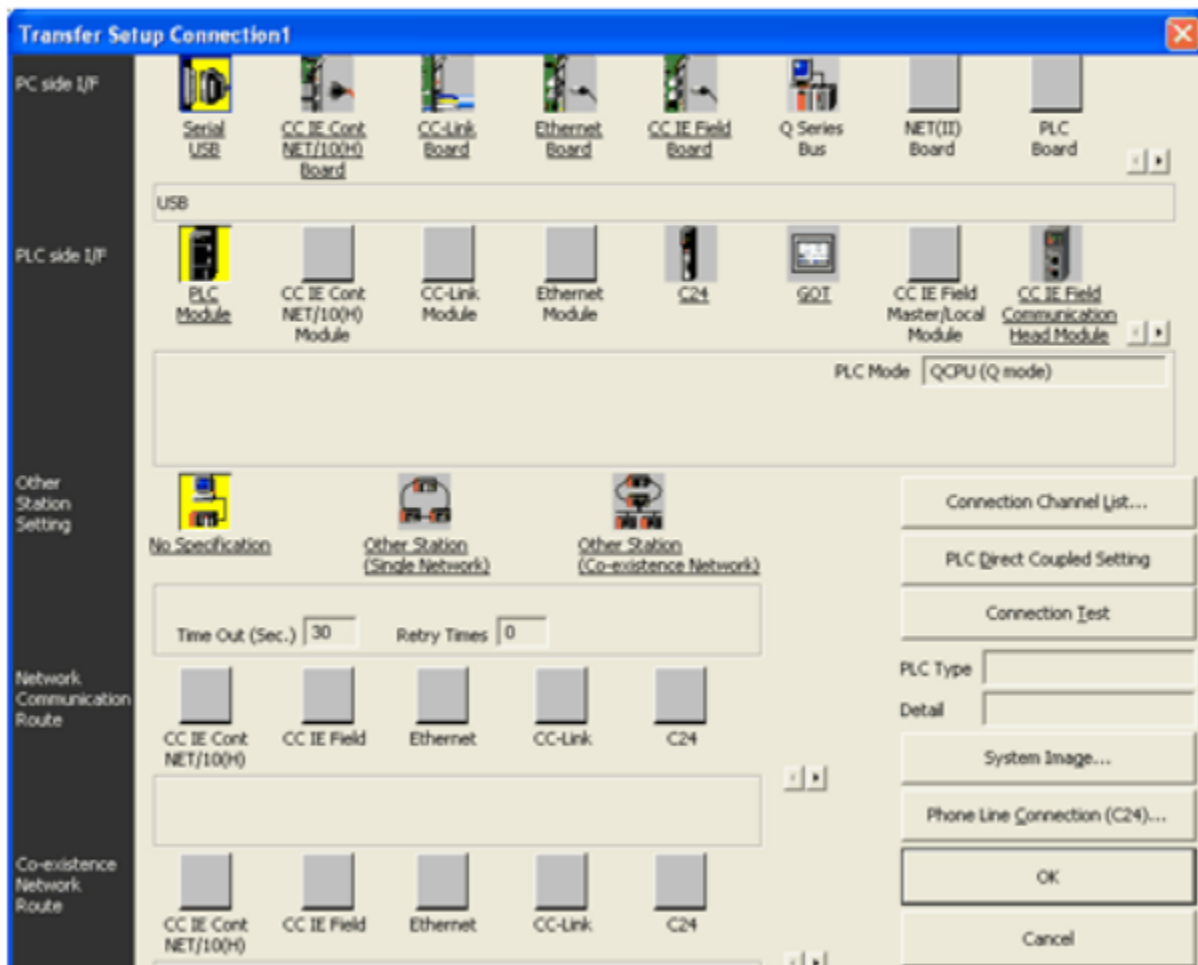 Transfer Setup Connection1
PC side I/F
Serial
USB
CC IE Cont
NET/10(H)
Board
CC-Link
Board
Ethernet
Board
CC IE Field
Board
Q Series
Bus
NET(II)
Board
PLC
Board
USB
PLC side I/F
PLC
Module
CC IE Cont
NET/10(H)
Module
CC-Link
Module
Ethernet
Module
C24
GOT
CC IE Field
Master/Local
Module
CC IE Field
Communication
Head Module
PLC Mode QCPU (Q mode)
Other
Station
Setting
No Specification
Other Station
(Single Network)
Other Station
(Co-existence Network)
Connection Channel List...
PLC Direct Coupled Setting
Connection Test
Time Out (Sec.) 30 Retry Times 0
PLC Type
Detail
System Image...
Phone Line Connection (C24)...
OK
Cancel
Network
Communication
Route
CC IE Cont
NET/10(H)
CC IE Field
Ethernet
CC-Link
C24
Co-existence
Network
Route
CC IE Cont
NET/10(H)
CC IE Field
Ethernet
CC-Link
C24